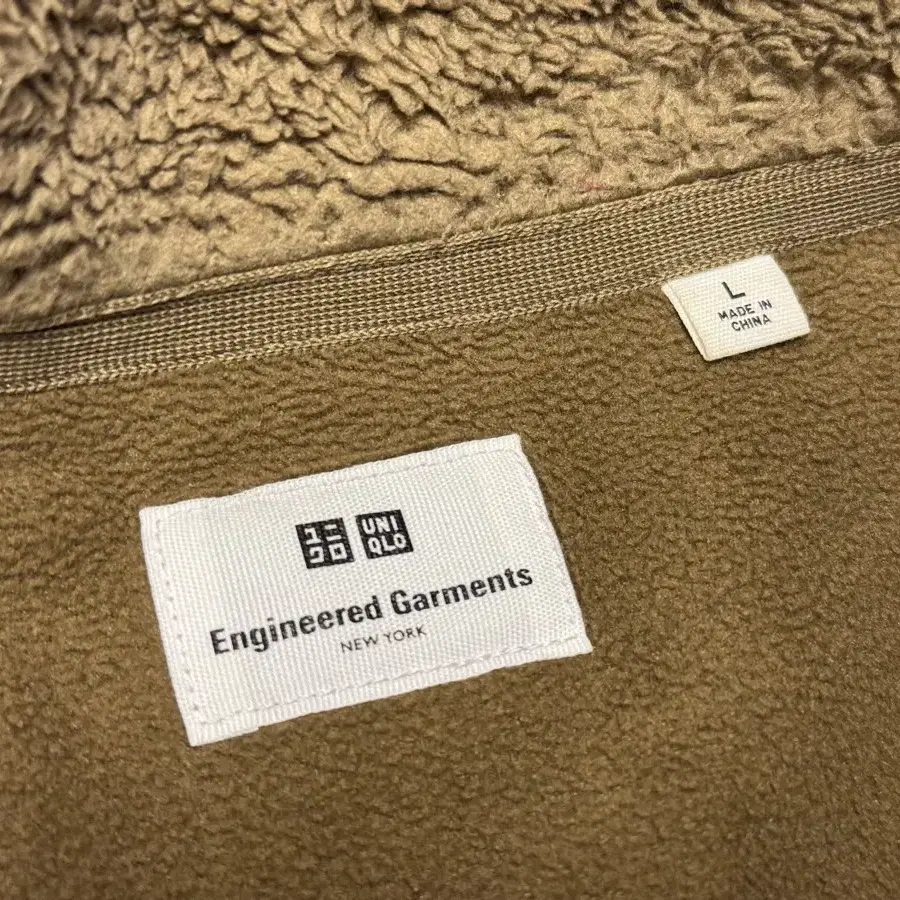 L
MADE IN
CHINA
ユニ UNI
クロ QLO
Engineered Garments
NEW YORK